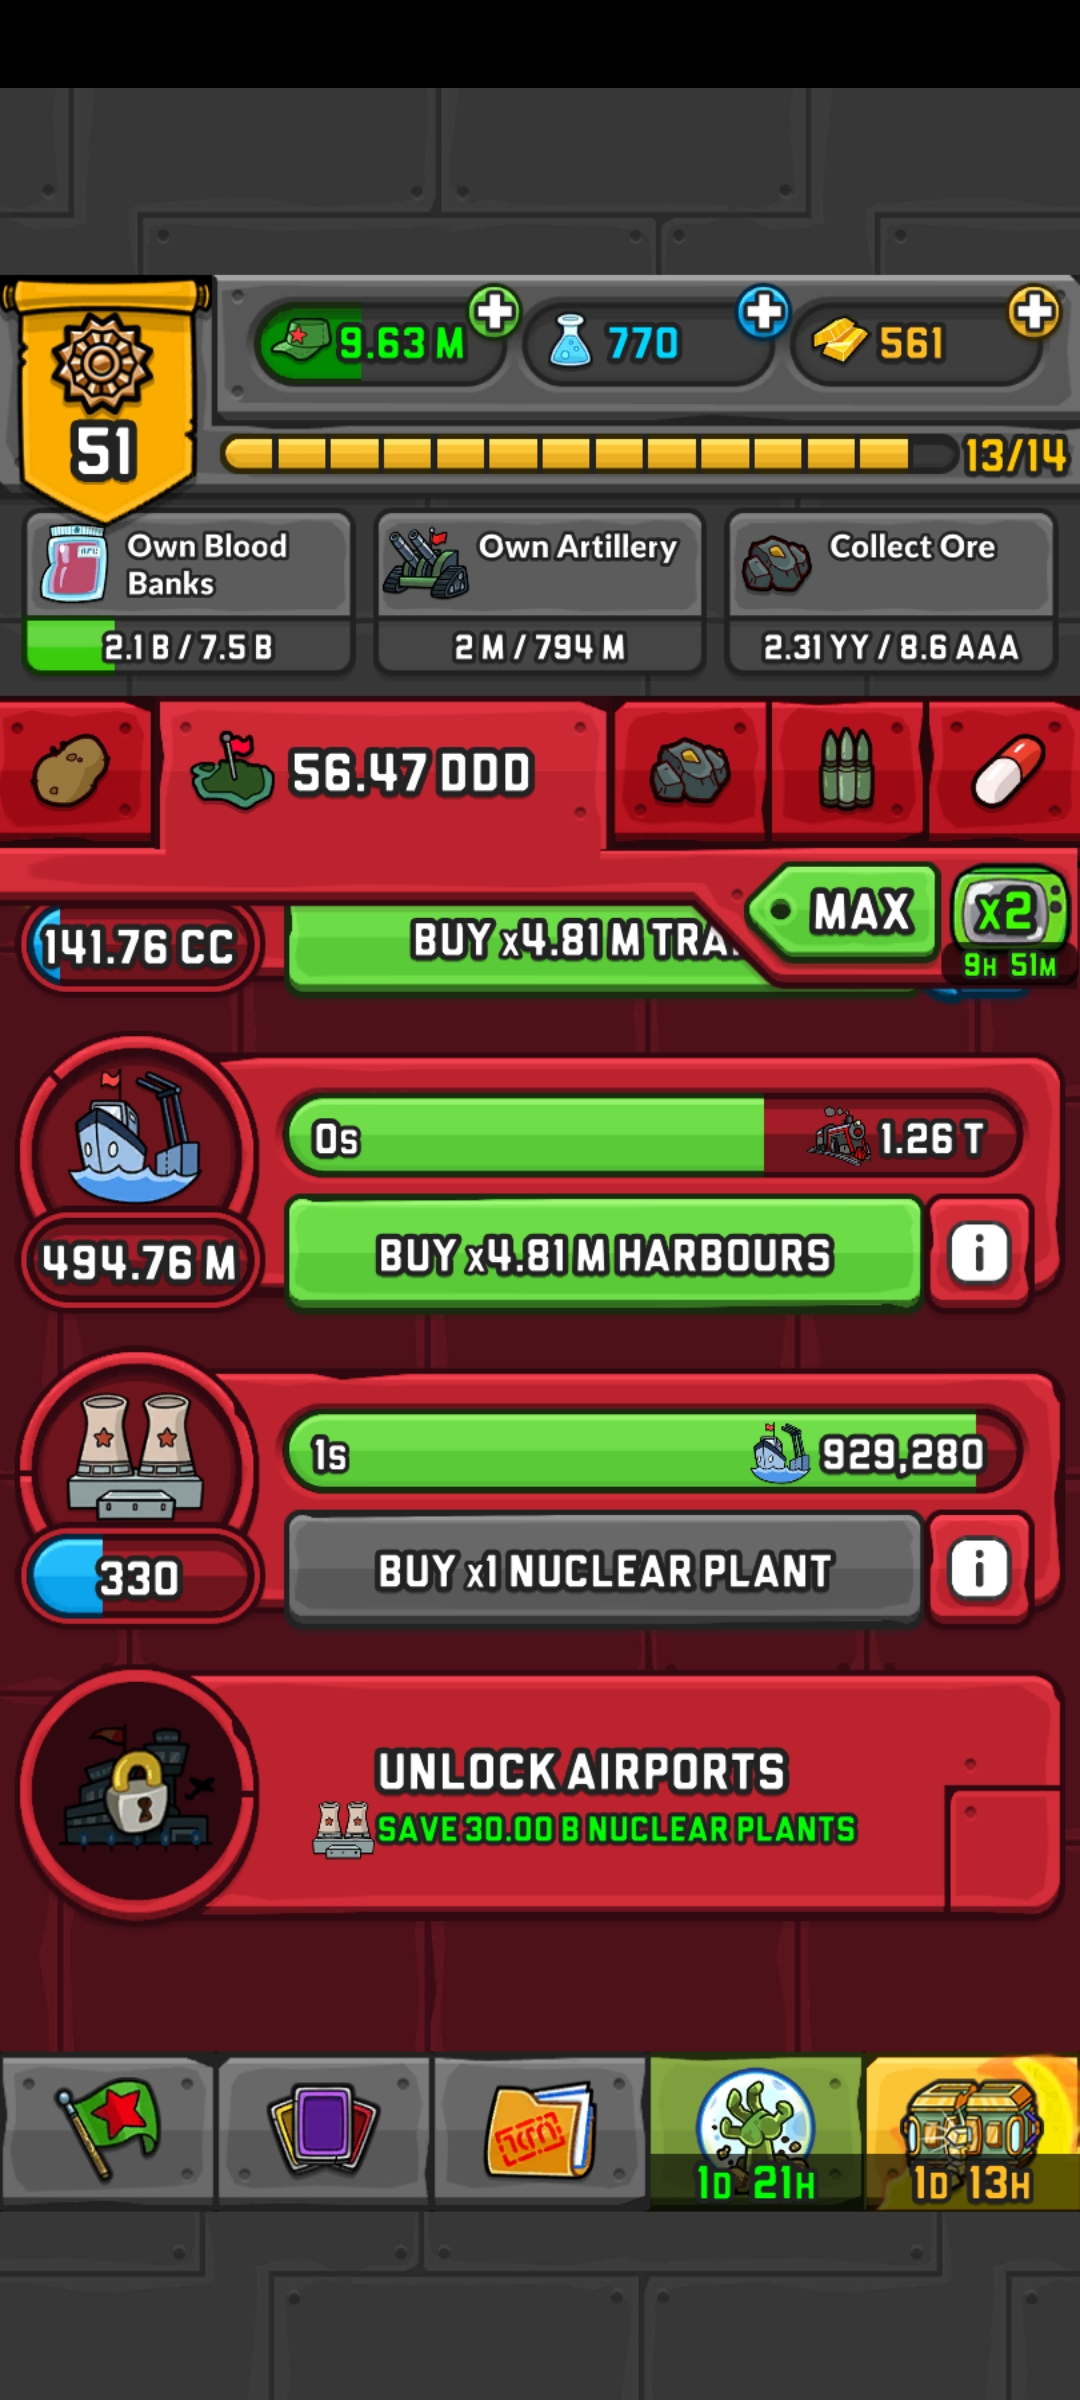 9.63 M
770
561
51
13/14
Own Blood
Banks
2.1 B / 7.5 B
Own Artillery
2 M / 794 M
Collect Ore
2.31 YY / 8.6 AAA
56.47 DDD
MAX
x2
9H 51M
141.76 CC
BUY x4.81 M TRA
0s
1.26 T
494.76 M
BUY x4.81 M HARBOURS
i
1s
929,280
330
BUY x1 NUCLEAR PLANT
i
UNLOCK AIRPORTS
SAVE 30.00 B NUCLEAR PLANTS
1D 21H
1D 13H